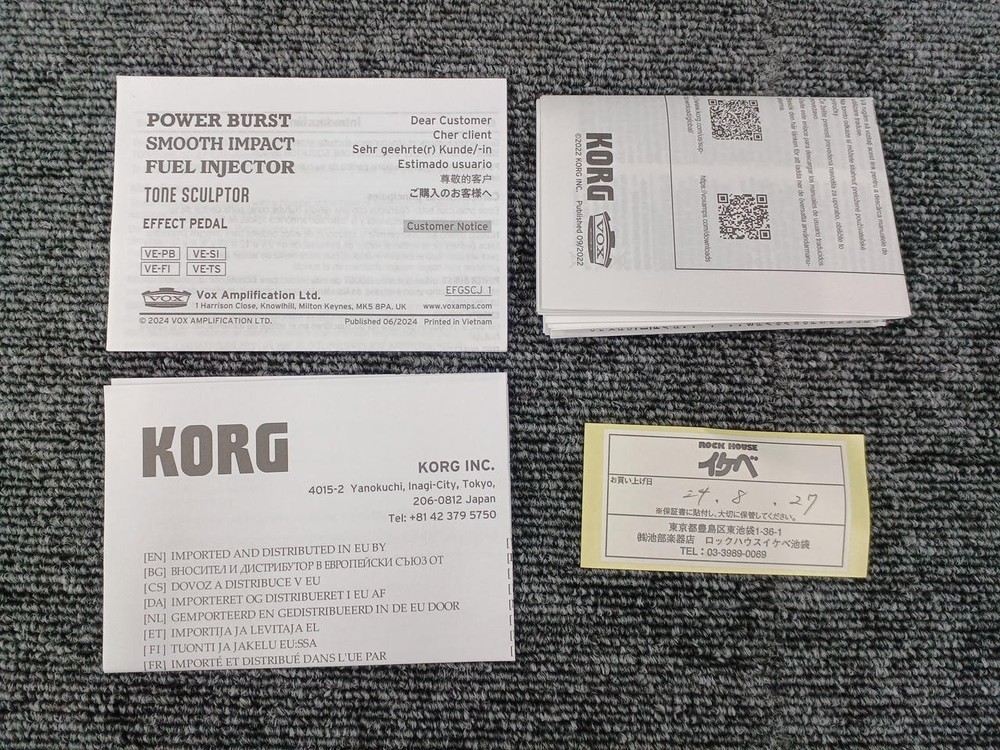 POWER BURST
SMOOTH IMPACT
FUEL INJECTOR
TONE SCULPTOR
EFFECT PEDAL
VE-PB VE-SI
VE-FI VE-TS
Dear Customer
Cher client
Sehr geehrte(r) Kunde/-in
Estimado usuario
尊敬的客户
ご購入のお客様へ
Customer Notice
EFGSCJ 1
VOX Vox Amplification Ltd.
1 Harrison Close, Knowlhill, Milton Keynes, MK5 8PA, UK www.voxamps.com
© 2024 VOX AMPLIFICATION LTD. Published 06/2024 Printed in Vietnam
KORG VOX
©2022 KORG INC. Published 09/2022
https://voxamps.com/downloads
KORG
KORG INC.
4015-2 Yanokuchi, Inagi-City, Tokyo,
206-0812 Japan
Tel: +81 42 379 5750
[EN] IMPORTED AND DISTRIBUTED IN EU BY
[BG] ВНОСИТЕЛ И ДИСТРИБУТОР В ЕВРОПЕЙСКИ СЪЮЗ ОТ
[CS] DOVOZ A DISTRIBUCE V EU
[DA] IMPORTERET OG DISTRIBUERET I EU AF
[NL] GEMPORTEERD EN GEDISTRIBUEERD IN DE EU DOOR
[ET] IMPORTIJA JA LEVITAJA EL
[FI] TUONTI JA JAKELU EU:SSA
[FR] IMPORTÉ ET DISTRIBUÉ DANS L'UE PAR
ROCK HOUSE
イケベ
お買い上げ日
24 . 8 . 27
※保証書に貼付し、大切に保管してください。
東京都豊島区東池袋1-36-1
㈱池部楽器店 ロックハウスイケベ池袋
TEL：03-3989-0069